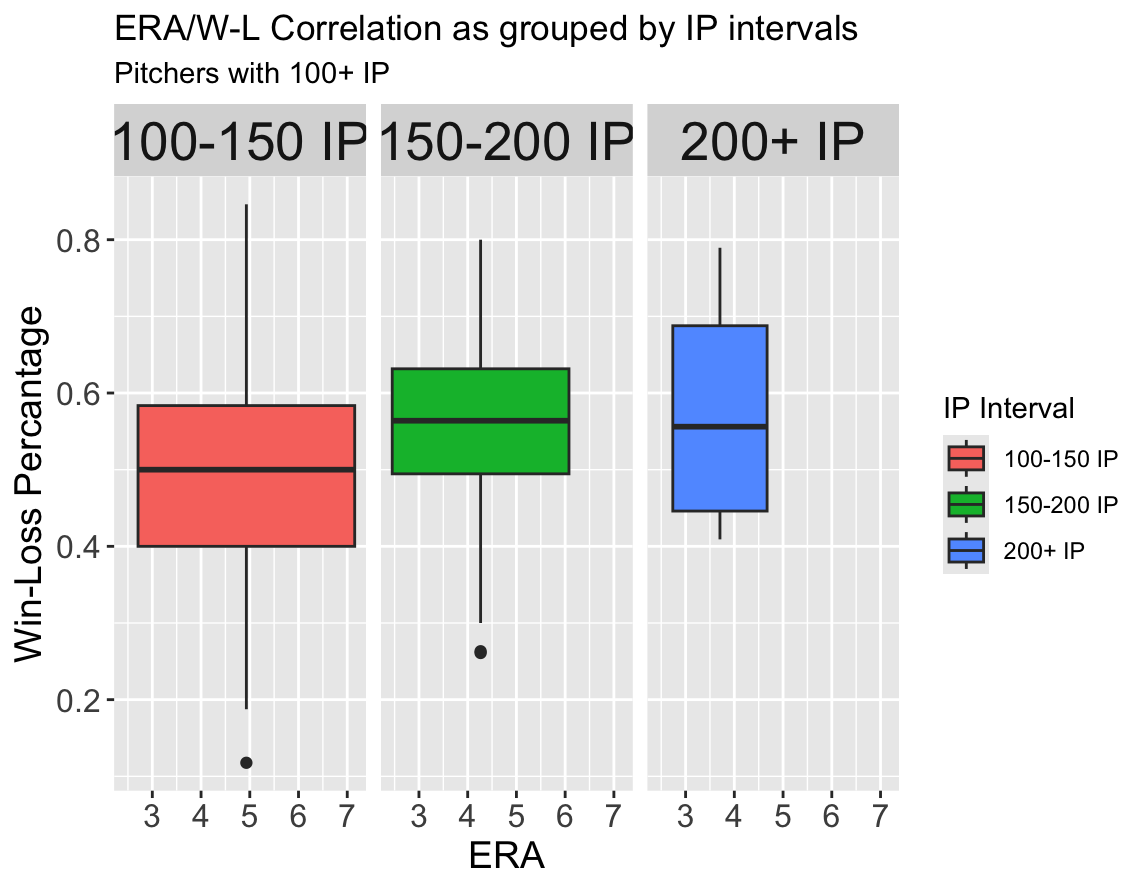 ERA/W-L Correlation as grouped by IP intervals
Pitchers with 100+ IP
100-150 IP 150-200 IP 200+ IP
Win-Loss Percantage
0.8
0.6
0.4
0.2
3 4 5 6 7 3 4 5 6 7 3 4 5 6 7
ERA
IP Interval
100-150 IP
150-200 IP
200+ IP